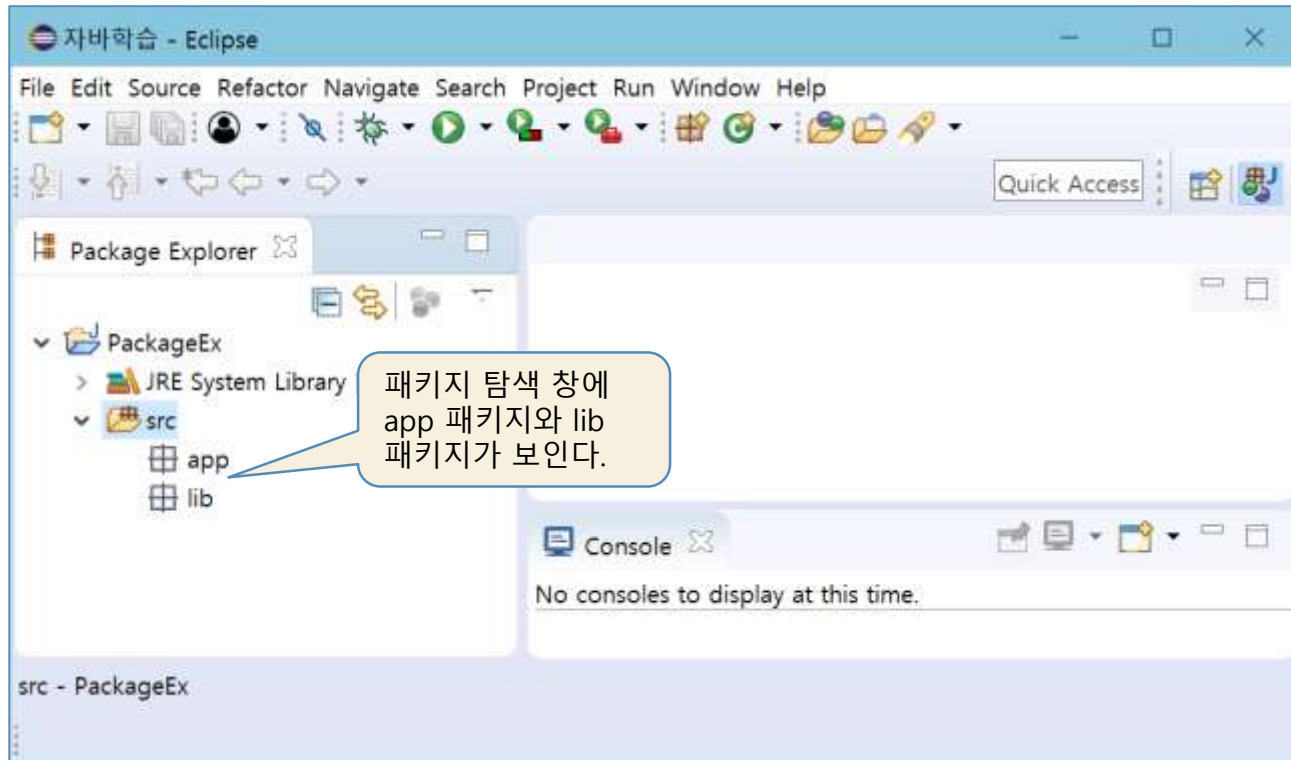 자바학습 - Eclipse
File Edit Source Refactor Navigate Search Project Run Window Help
Quick Access
Package Explorer
PackageEx
JRE System Library
src
app
lib
패키지 탐색 창에
app 패키지와 lib
패키지가 보인다.
Console
No consoles to display at this time.
src - PackageEx